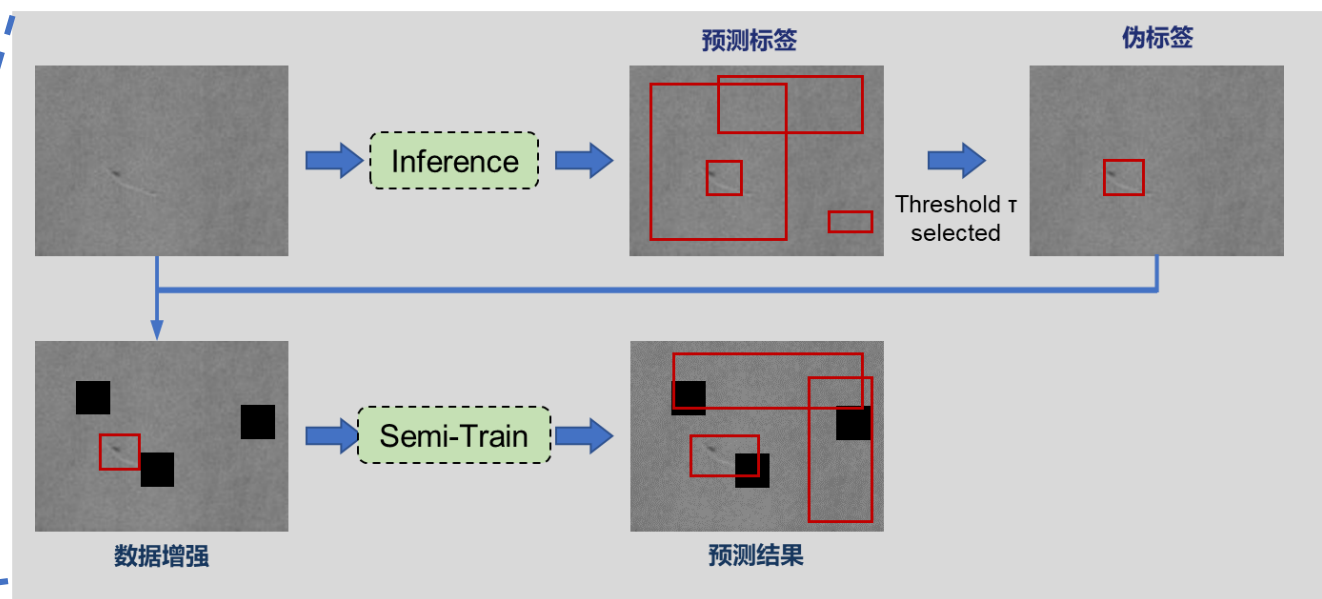 预测标签
伪标签
Inference
Threshold τ
selected
Semi-Train
数据增强
预测结果